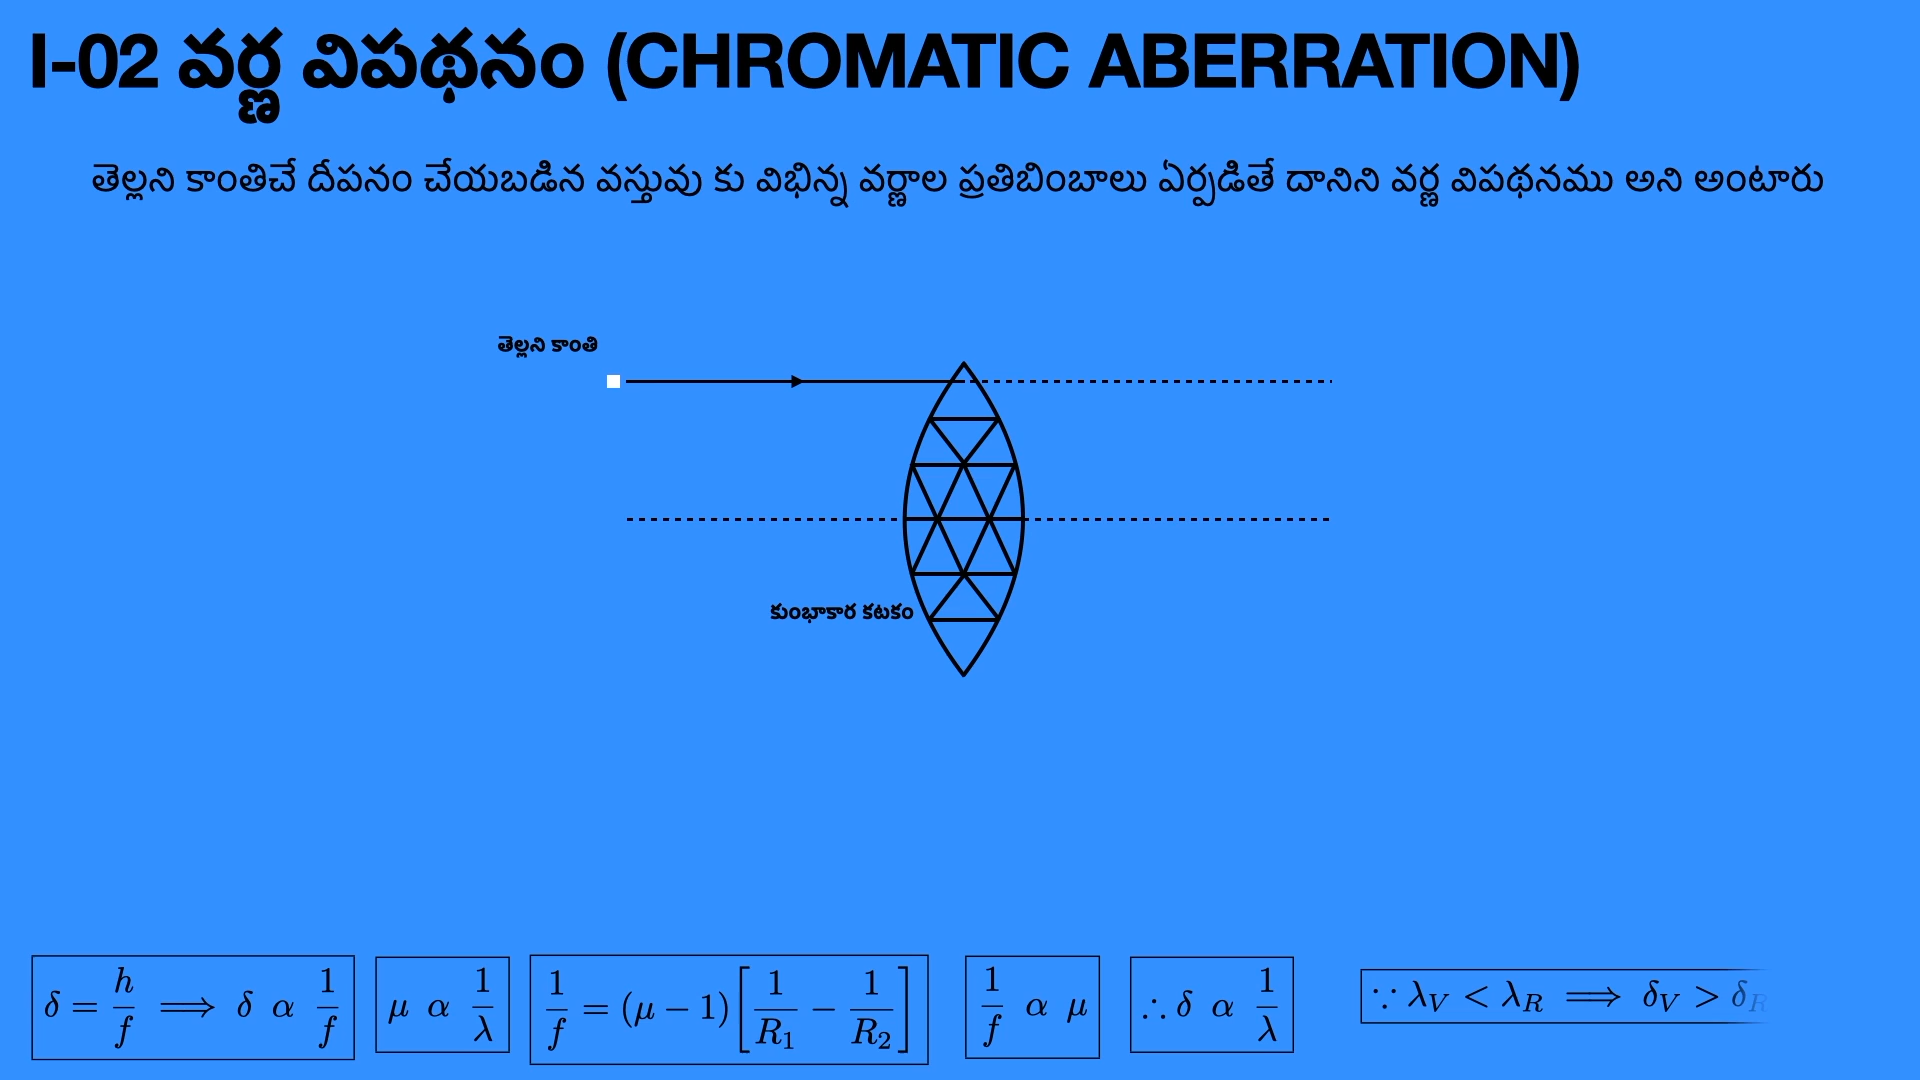 I-02 వర్ణ విపథనం (CHROMATIC ABERRATION)
తెల్లని కాంతిచే దీపనం చేయబడిన వస్తువు కు విభిన్న వర్ణాల ప్రతిబింబాలు ఏర్పడితే దానిని వర్ణ విపథనము అని అంటారు
తెల్లని కాంతి
కుంభాకార కటకం
δ = h/f ⟹ δ α 1/f
μ α 1/λ
1/f = (μ − 1)[1/R₁ − 1/R₂]
1/f α μ
∴ δ α 1/λ
∵ λ_V < λ_R ⟹ δ_V > δ_R